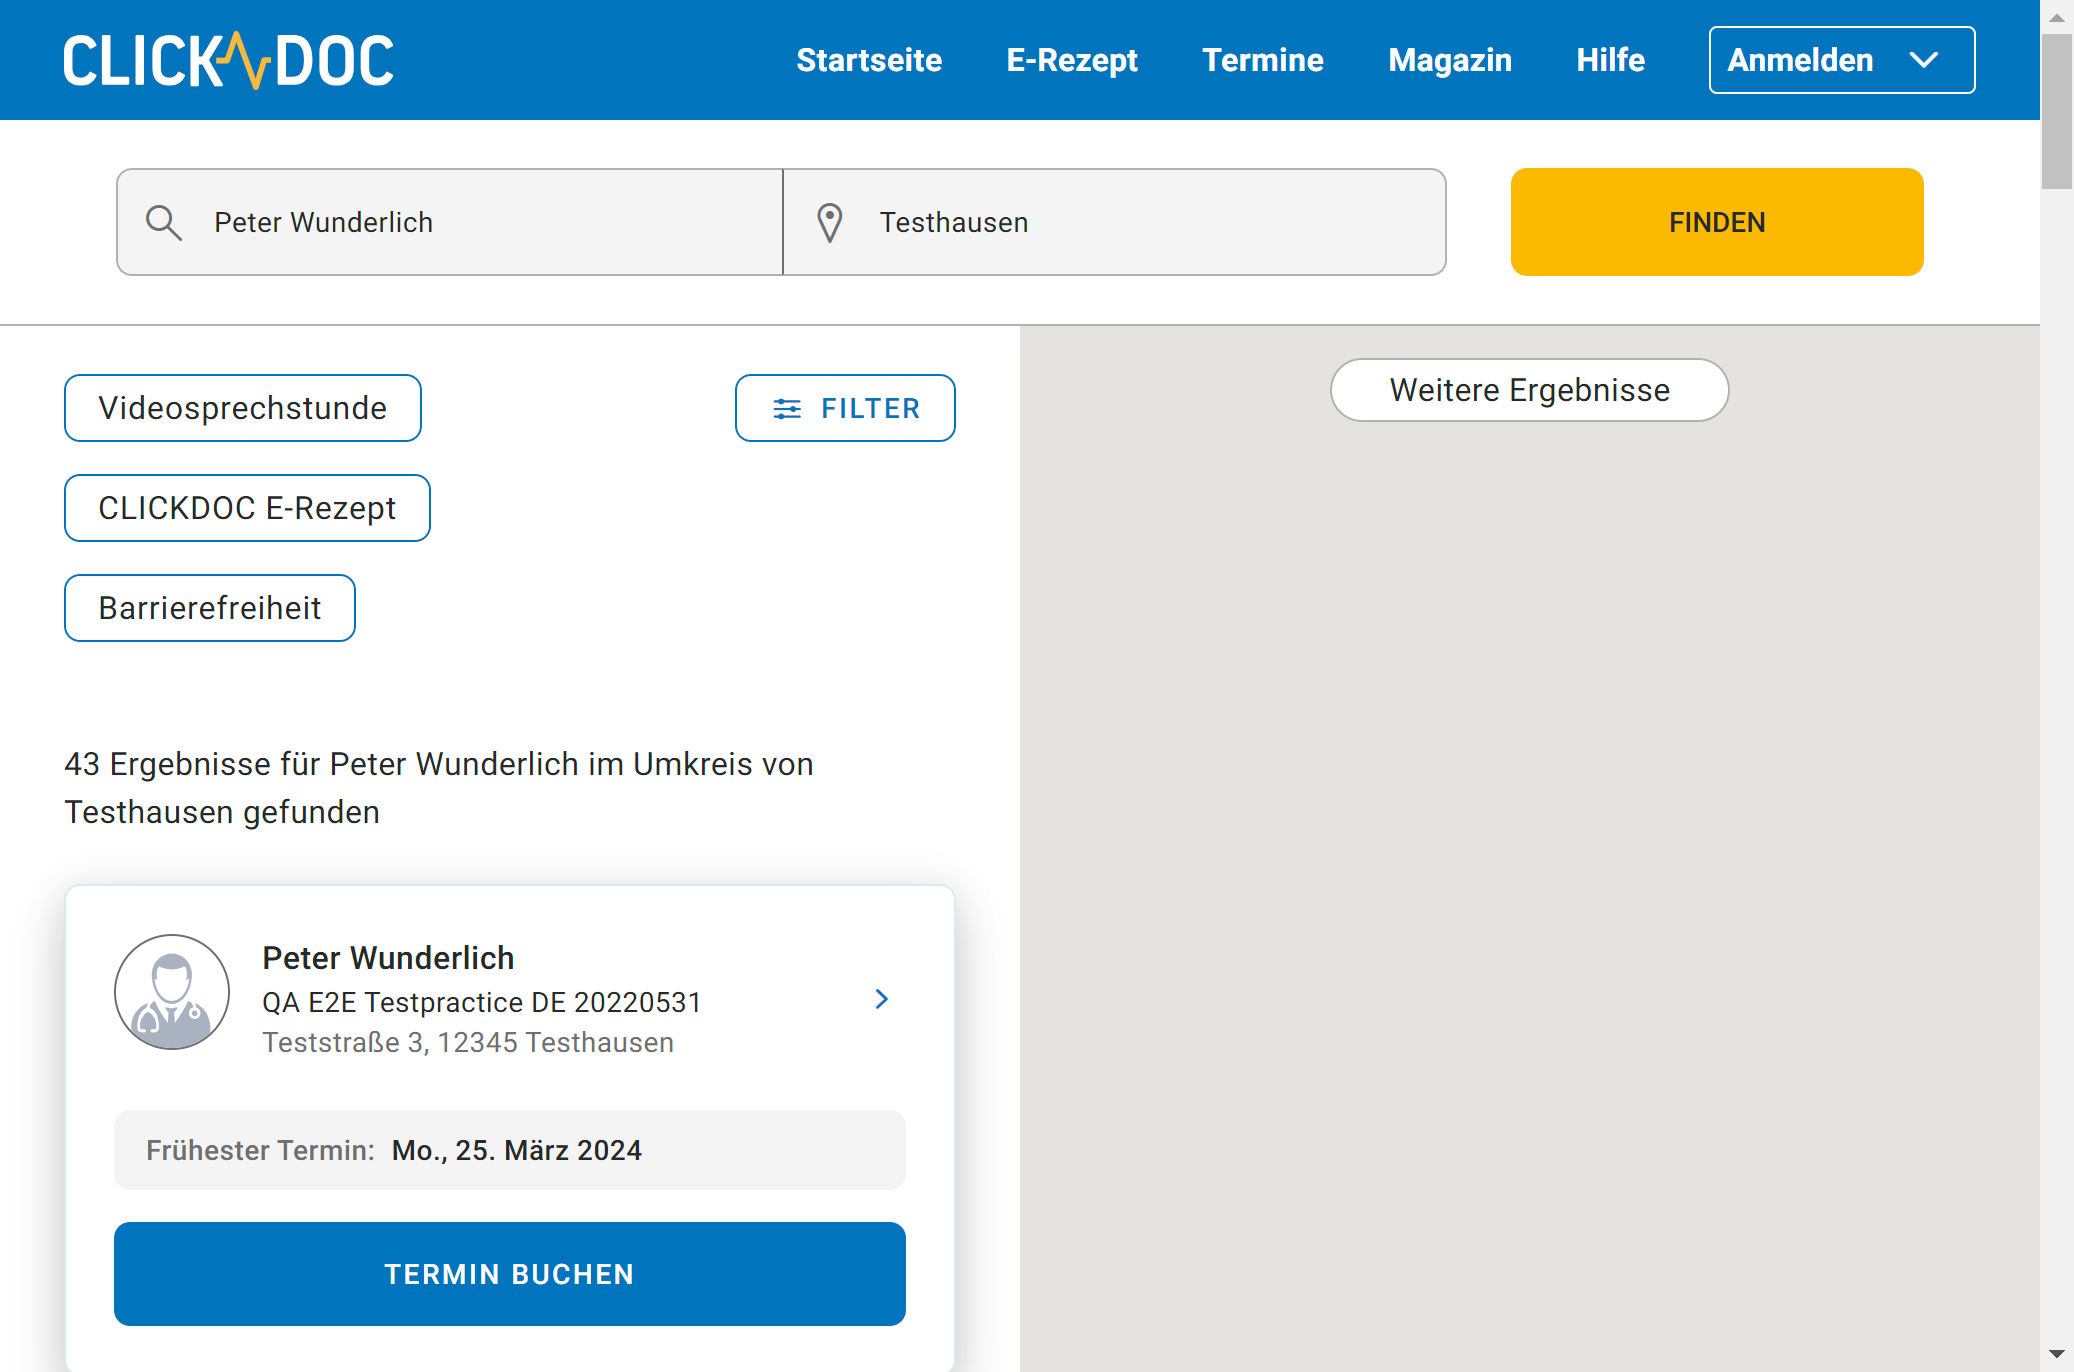 CLICKDOC
Startseite
E-Rezept
Termine
Magazin
Hilfe
Anmelden
Peter Wunderlich
Testhausen
FINDEN
Videosprechstunde
FILTER
CLICKDOC E-Rezept
Barrierefreiheit
Weitere Ergebnisse
43 Ergebnisse für Peter Wunderlich im Umkreis von
Testhausen gefunden
Peter Wunderlich
QA E2E Testpractice DE 20220531
Teststraße 3, 12345 Testhausen
Frühester Termin: Mo., 25. März 2024
TERMIN BUCHEN